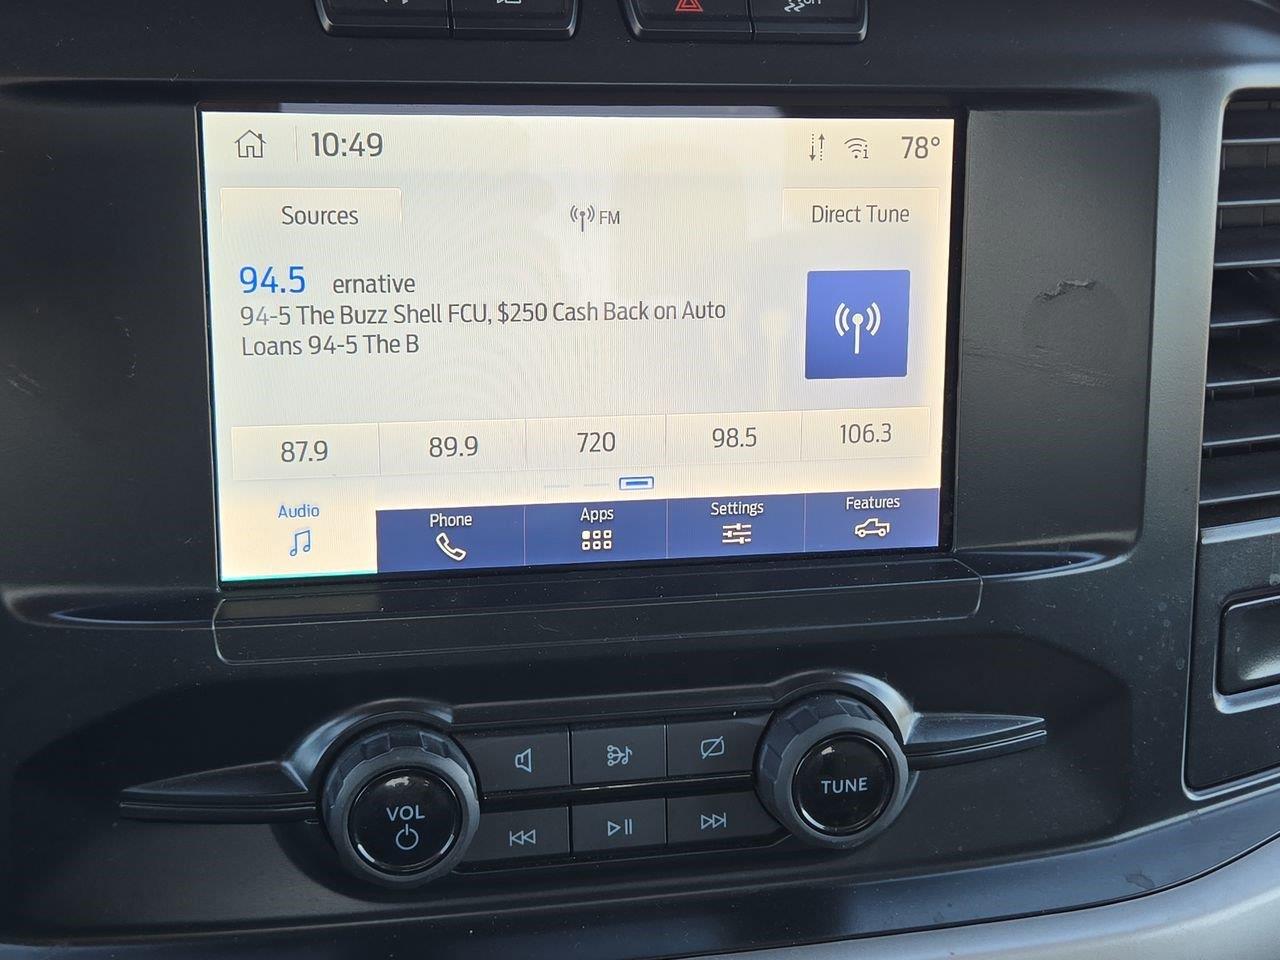 OFF
10:49
78°
Sources
FM
Direct Tune
94.5 ernative
94-5 The Buzz Shell FCU, $250 Cash Back on Auto
Loans 94-5 The B
87.9
89.9
720
98.5
106.3
Audio
Phone
Apps
Settings
Features
VOL
TUNE